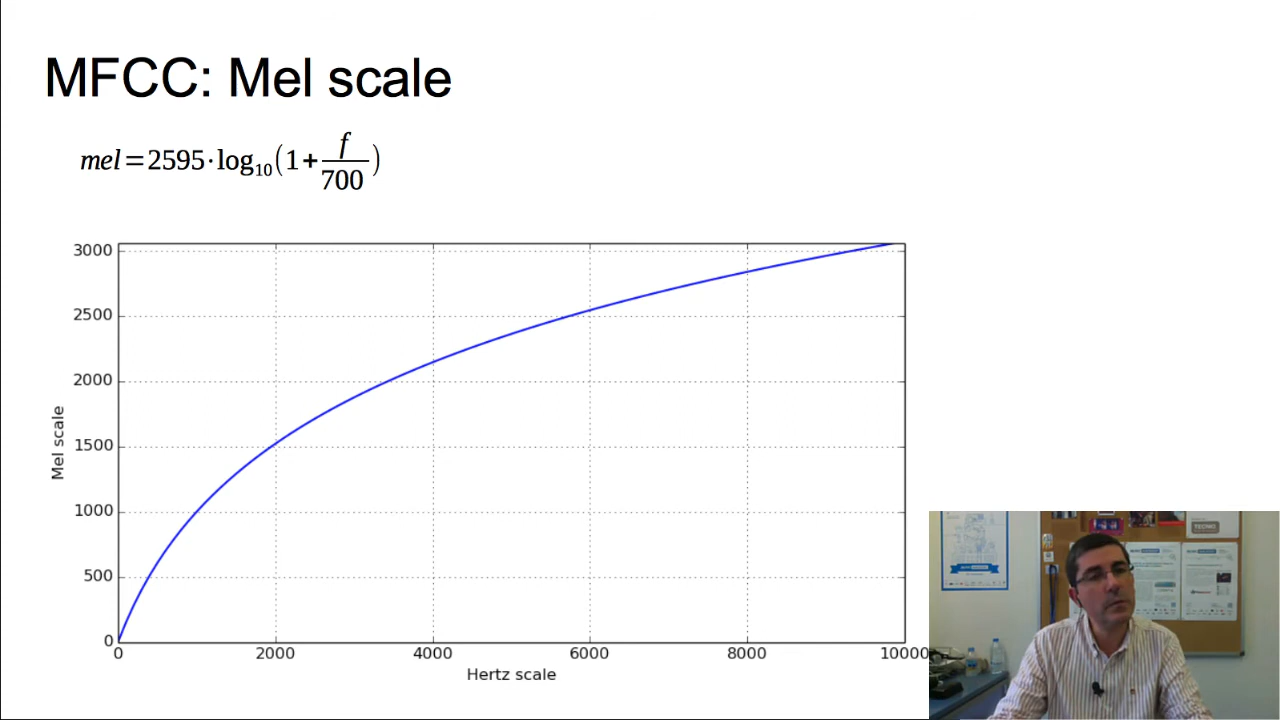 MFCC: Mel scale
mel=2595·log₁₀(1+f/700)
3000
2500
2000
1500
1000
500
0
Mel scale
0 2000 4000 6000 8000 10000
Hertz scale